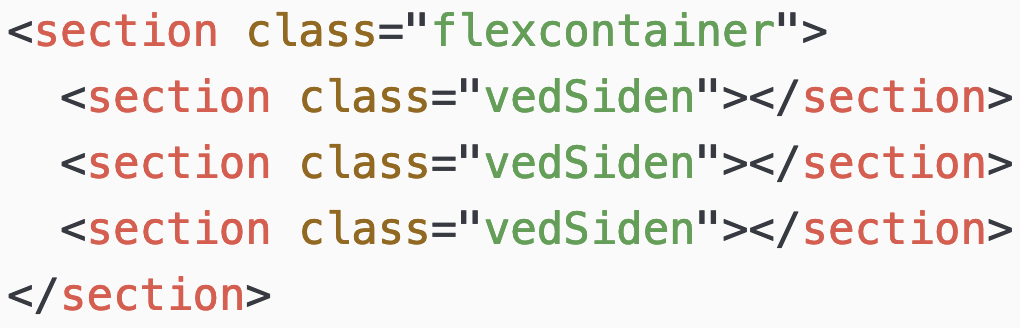 <section class="flexcontainer">
  <section class="vedSiden"></section>
  <section class="vedSiden"></section>
  <section class="vedSiden"></section>
</section>